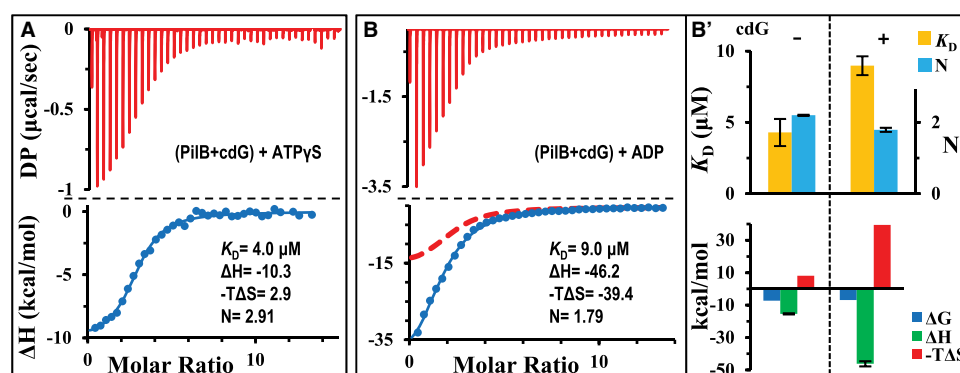 A
DP (μcal/sec)
0
-0.5
-1
(PilB+cdG) + ATPγS
ΔH (kcal/mol)
0
-5
-10
K_D= 4.0 μM
ΔH= -10.3
-TΔS= 2.9
N= 2.91
0
10
Molar Ratio
B
-1.5
-3.5
(PilB+cdG) + ADP
-15
-35
K_D= 9.0 μM
ΔH= -46.2
-TΔS= -39.4
N= 1.79
0
10
Molar Ratio
B'
cdG
-
+
K_D
N
K_D (μM)
10
5
0
N
2
0
kcal/mol
30
10
-10
-30
-50
ΔG
ΔH
-TΔS